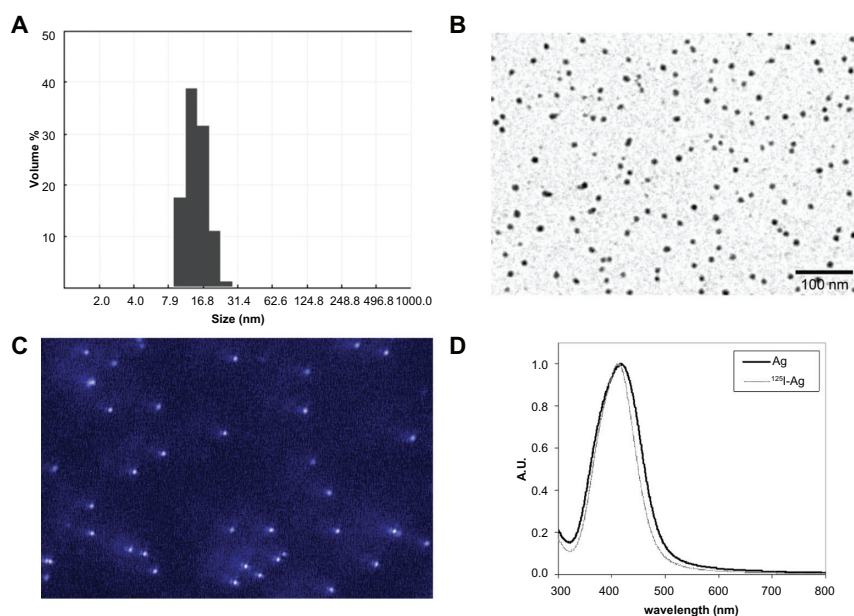 A
50
40
30
20
10
Volume %
2.0 4.0 7.9 16.8 31.4 62.6 124.8 248.8 496.8 1000.0
Size (nm)
B
100 nm
C
D
1.0
0.8
0.6
0.4
0.2
0.0
A.U.
Ag
¹²⁵I-Ag
300 400 500 600 700 800
wavelength (nm)